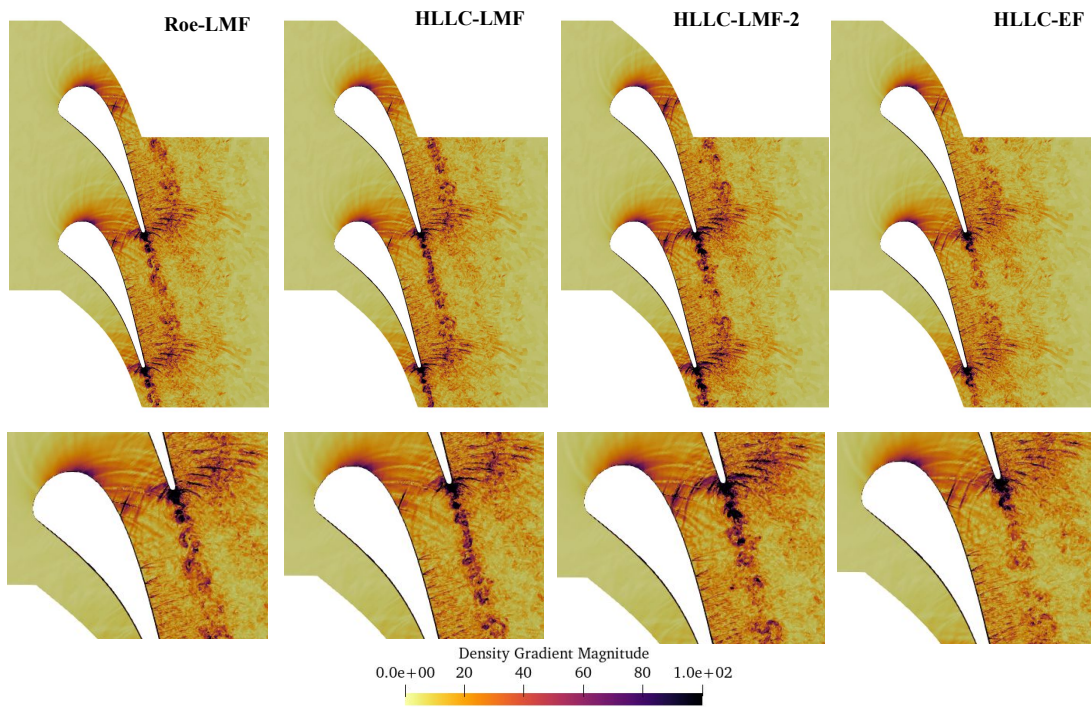 Roe-LMF
HLLC-LMF
HLLC-LMF-2
HLLC-EF
Density Gradient Magnitude
0.0e+00 20 40 60 80 1.0e+02